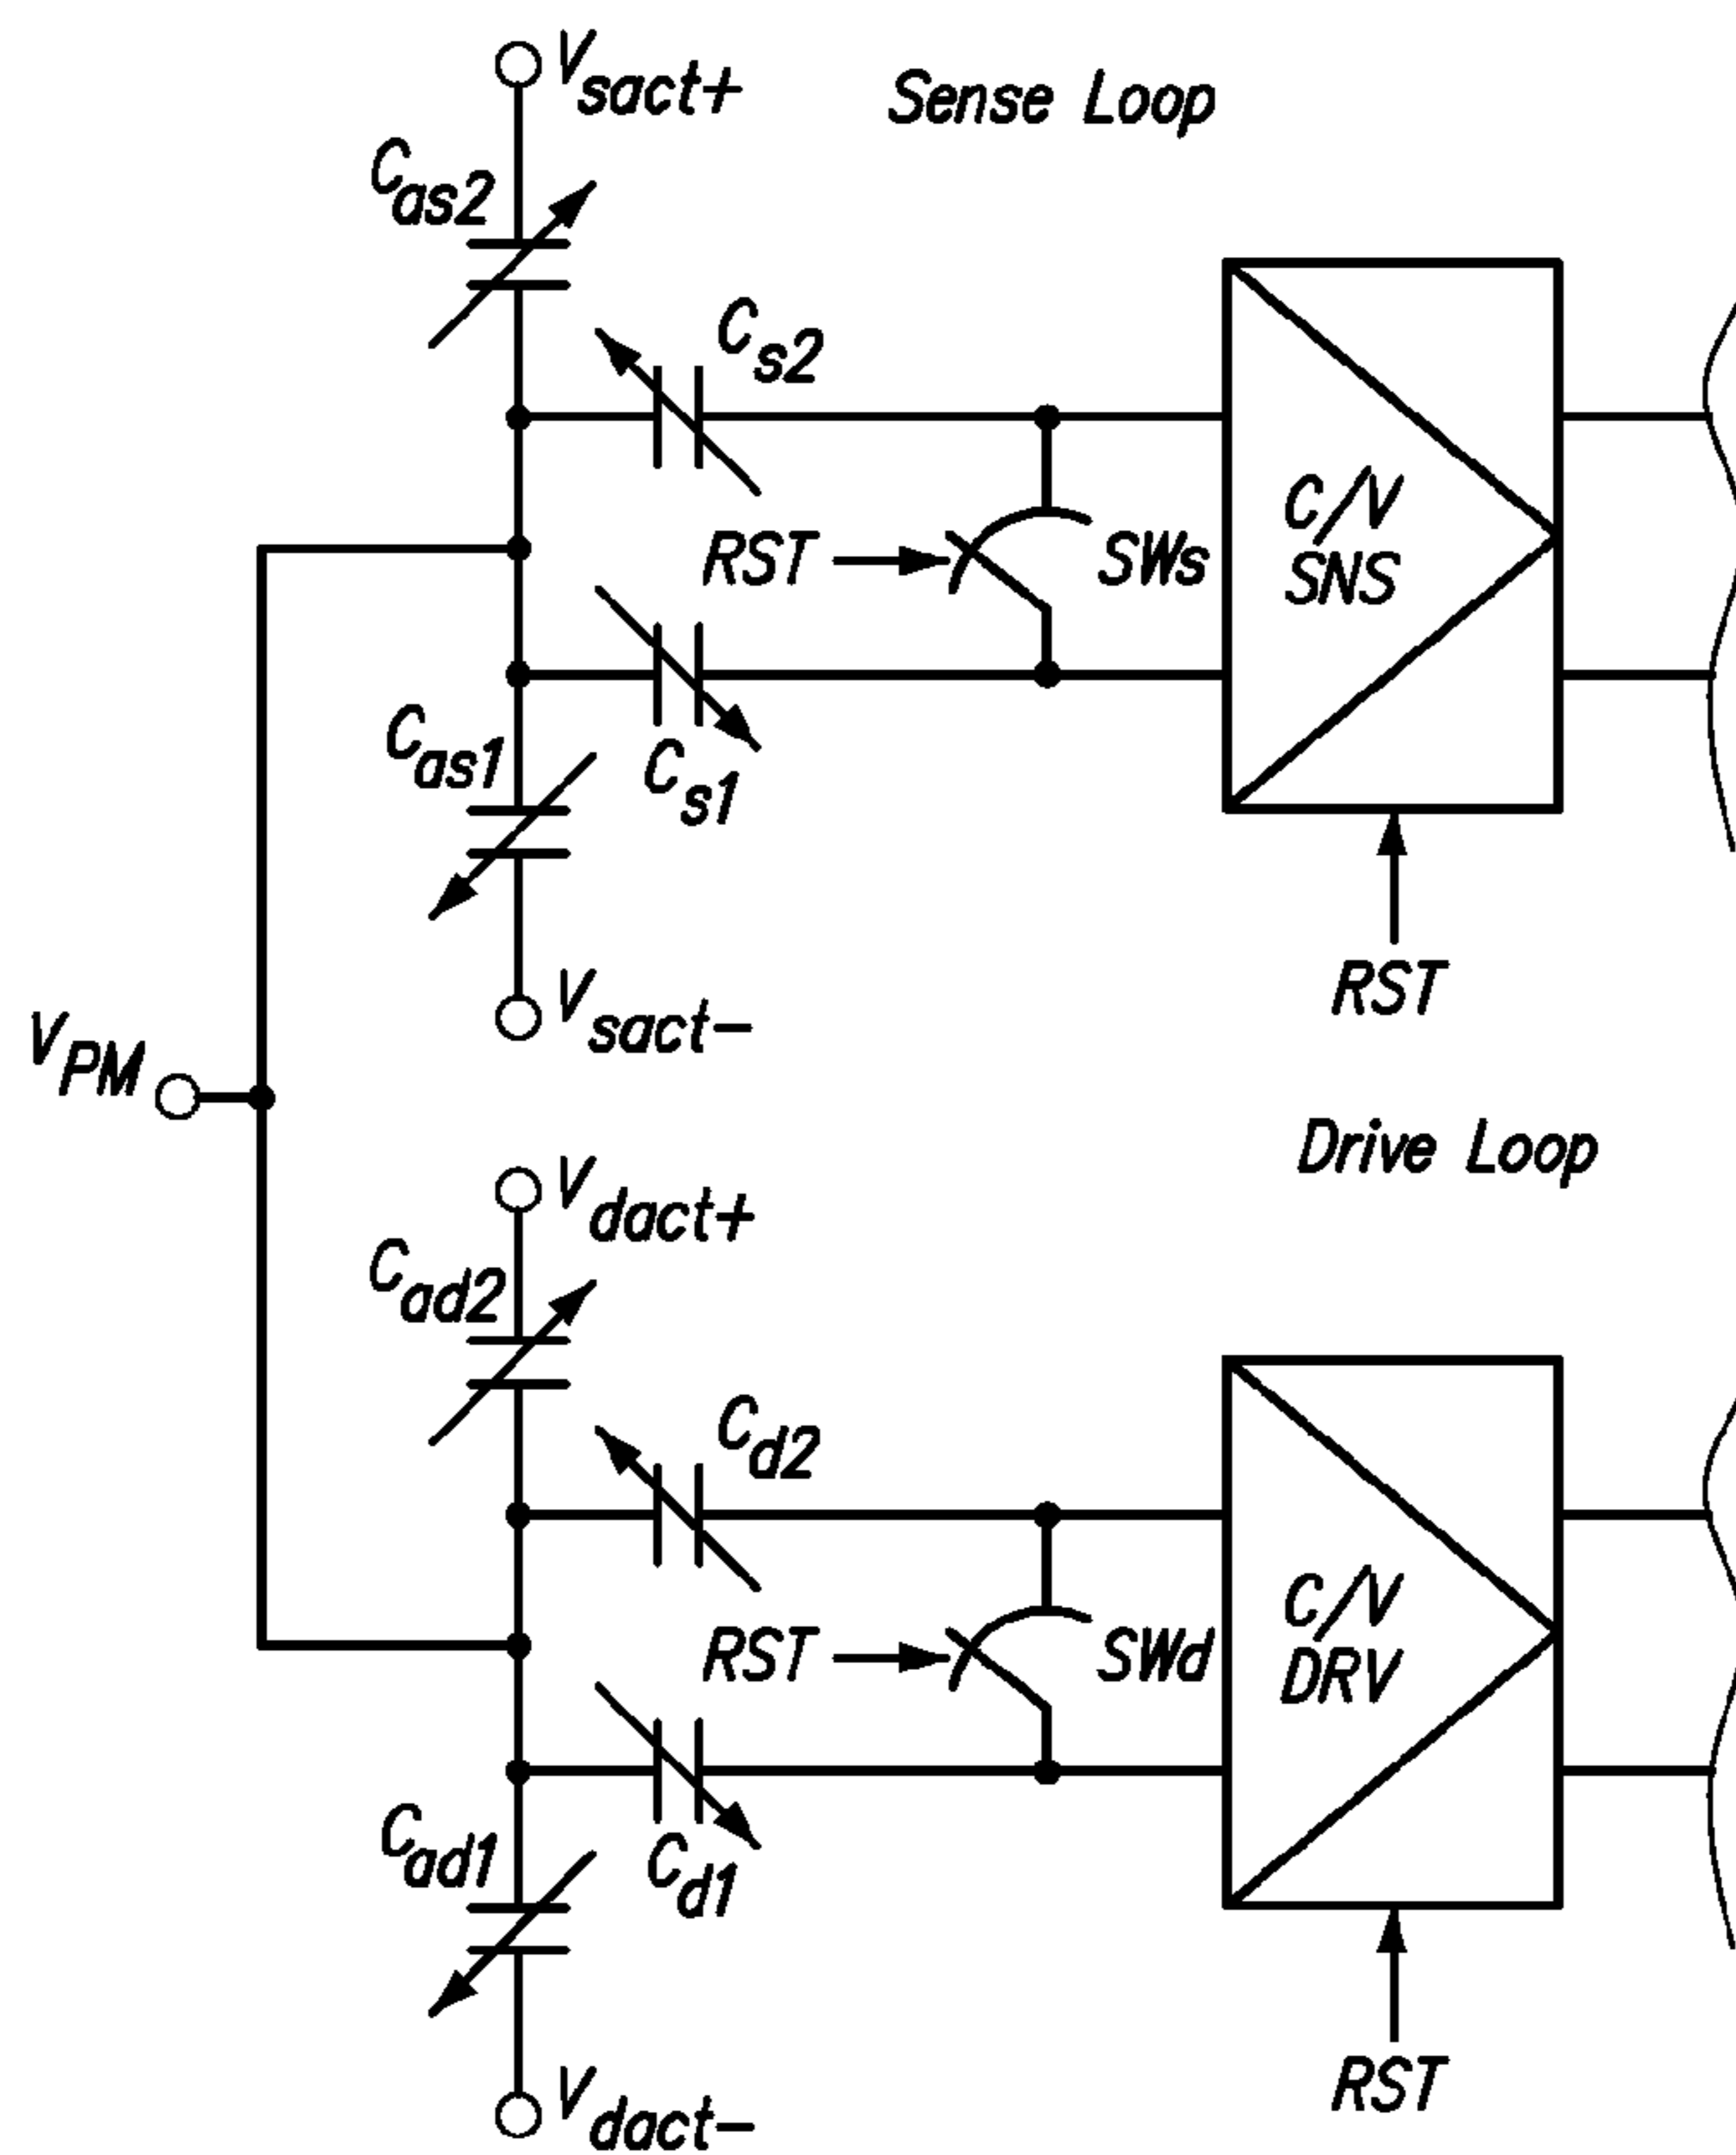 Vsact+
Sense Loop
Cas2
Cs2
C/V
SNS
RST
SWs
Cas1
Cs1
RST
Vsact-
VPM
Drive Loop
Vdact+
Cad2
Cd2
C/V
DRV
RST
SWd
Cad1
Cd1
RST
Vdact-